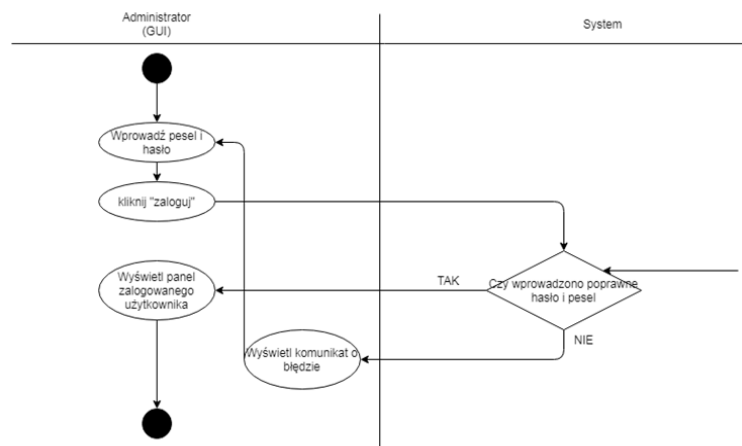 Administrator
(GUI)
System
Wprowadź pesel i
hasło
kliknij "zaloguj"
Wyświetl panel
zalogowanego
użytkownika
TAK
Czy wprowadzono poprawne
hasło i pesel
NIE
Wyświetl komunikat o
błędzie